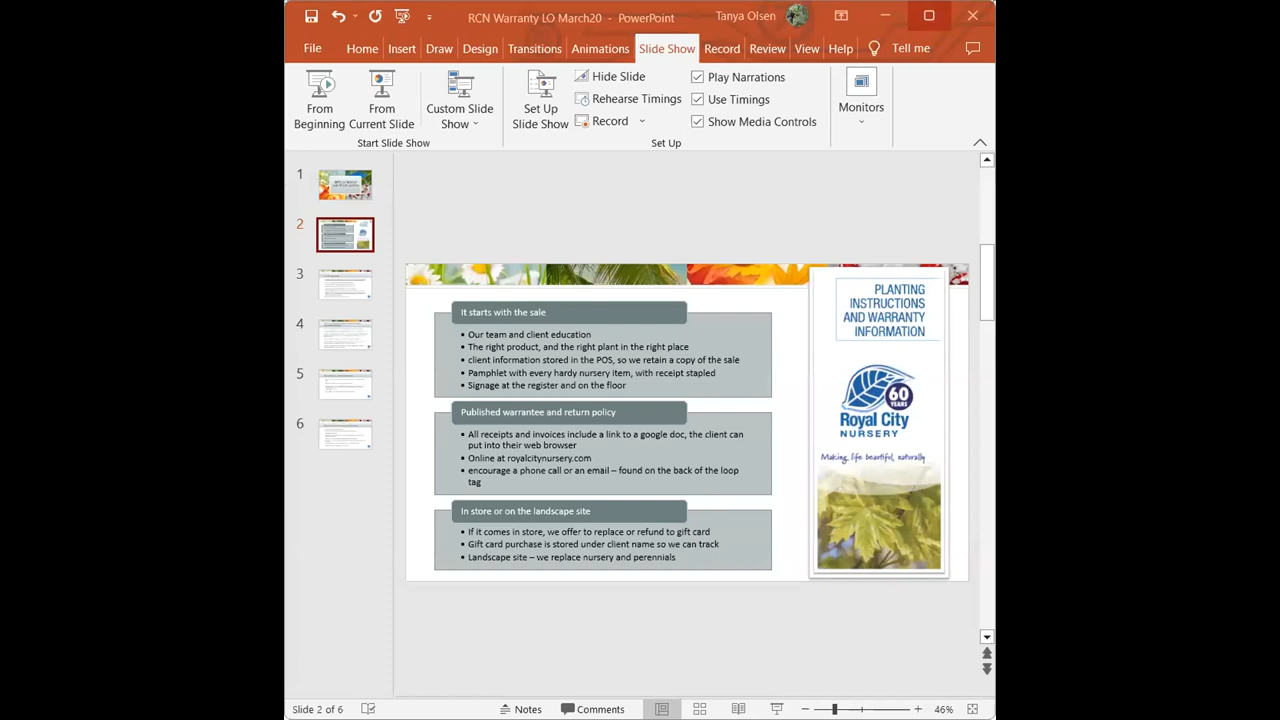 RCN Warranty LO March20 - PowerPoint
Tanya Olsen
File Home Insert Draw Design Transitions Animations Slide Show Record Review View Help Tell me
From Beginning
From Current Slide
Custom Slide Show
Set Up Slide Show
Hide Slide
Rehearse Timings
Record
Play Narrations
Use Timings
Show Media Controls
Monitors
Start Slide Show
Set Up
1
2
3
4
5
6
It starts with the sale
• Our team and client education
• The right product, and the right plant in the right place
• client information stored in the POS, so we retain a copy of the sale
• Pamphlet with every hardy nursery item, with receipt stapled
• Signage at the register and on the floor
Published warrantee and return policy
• All receipts and invoices include a link to a google doc, the client can
put into their web browser
• Online at royalcitynursery.com
• encourage a phone call or an email – found on the back of the loop
tag
In store or on the landscape site
• If it comes in store, we offer to replace or refund to gift card
• Gift card purchase is stored under client name so we can track
• Landscape site – we replace nursery and perennials
PLANTING
INSTRUCTIONS
AND WARRANTY
INFORMATION
60
YEARS
Royal City
NURSERY
Making life beautiful, naturally
Slide 2 of 6
Notes
Comments
46%